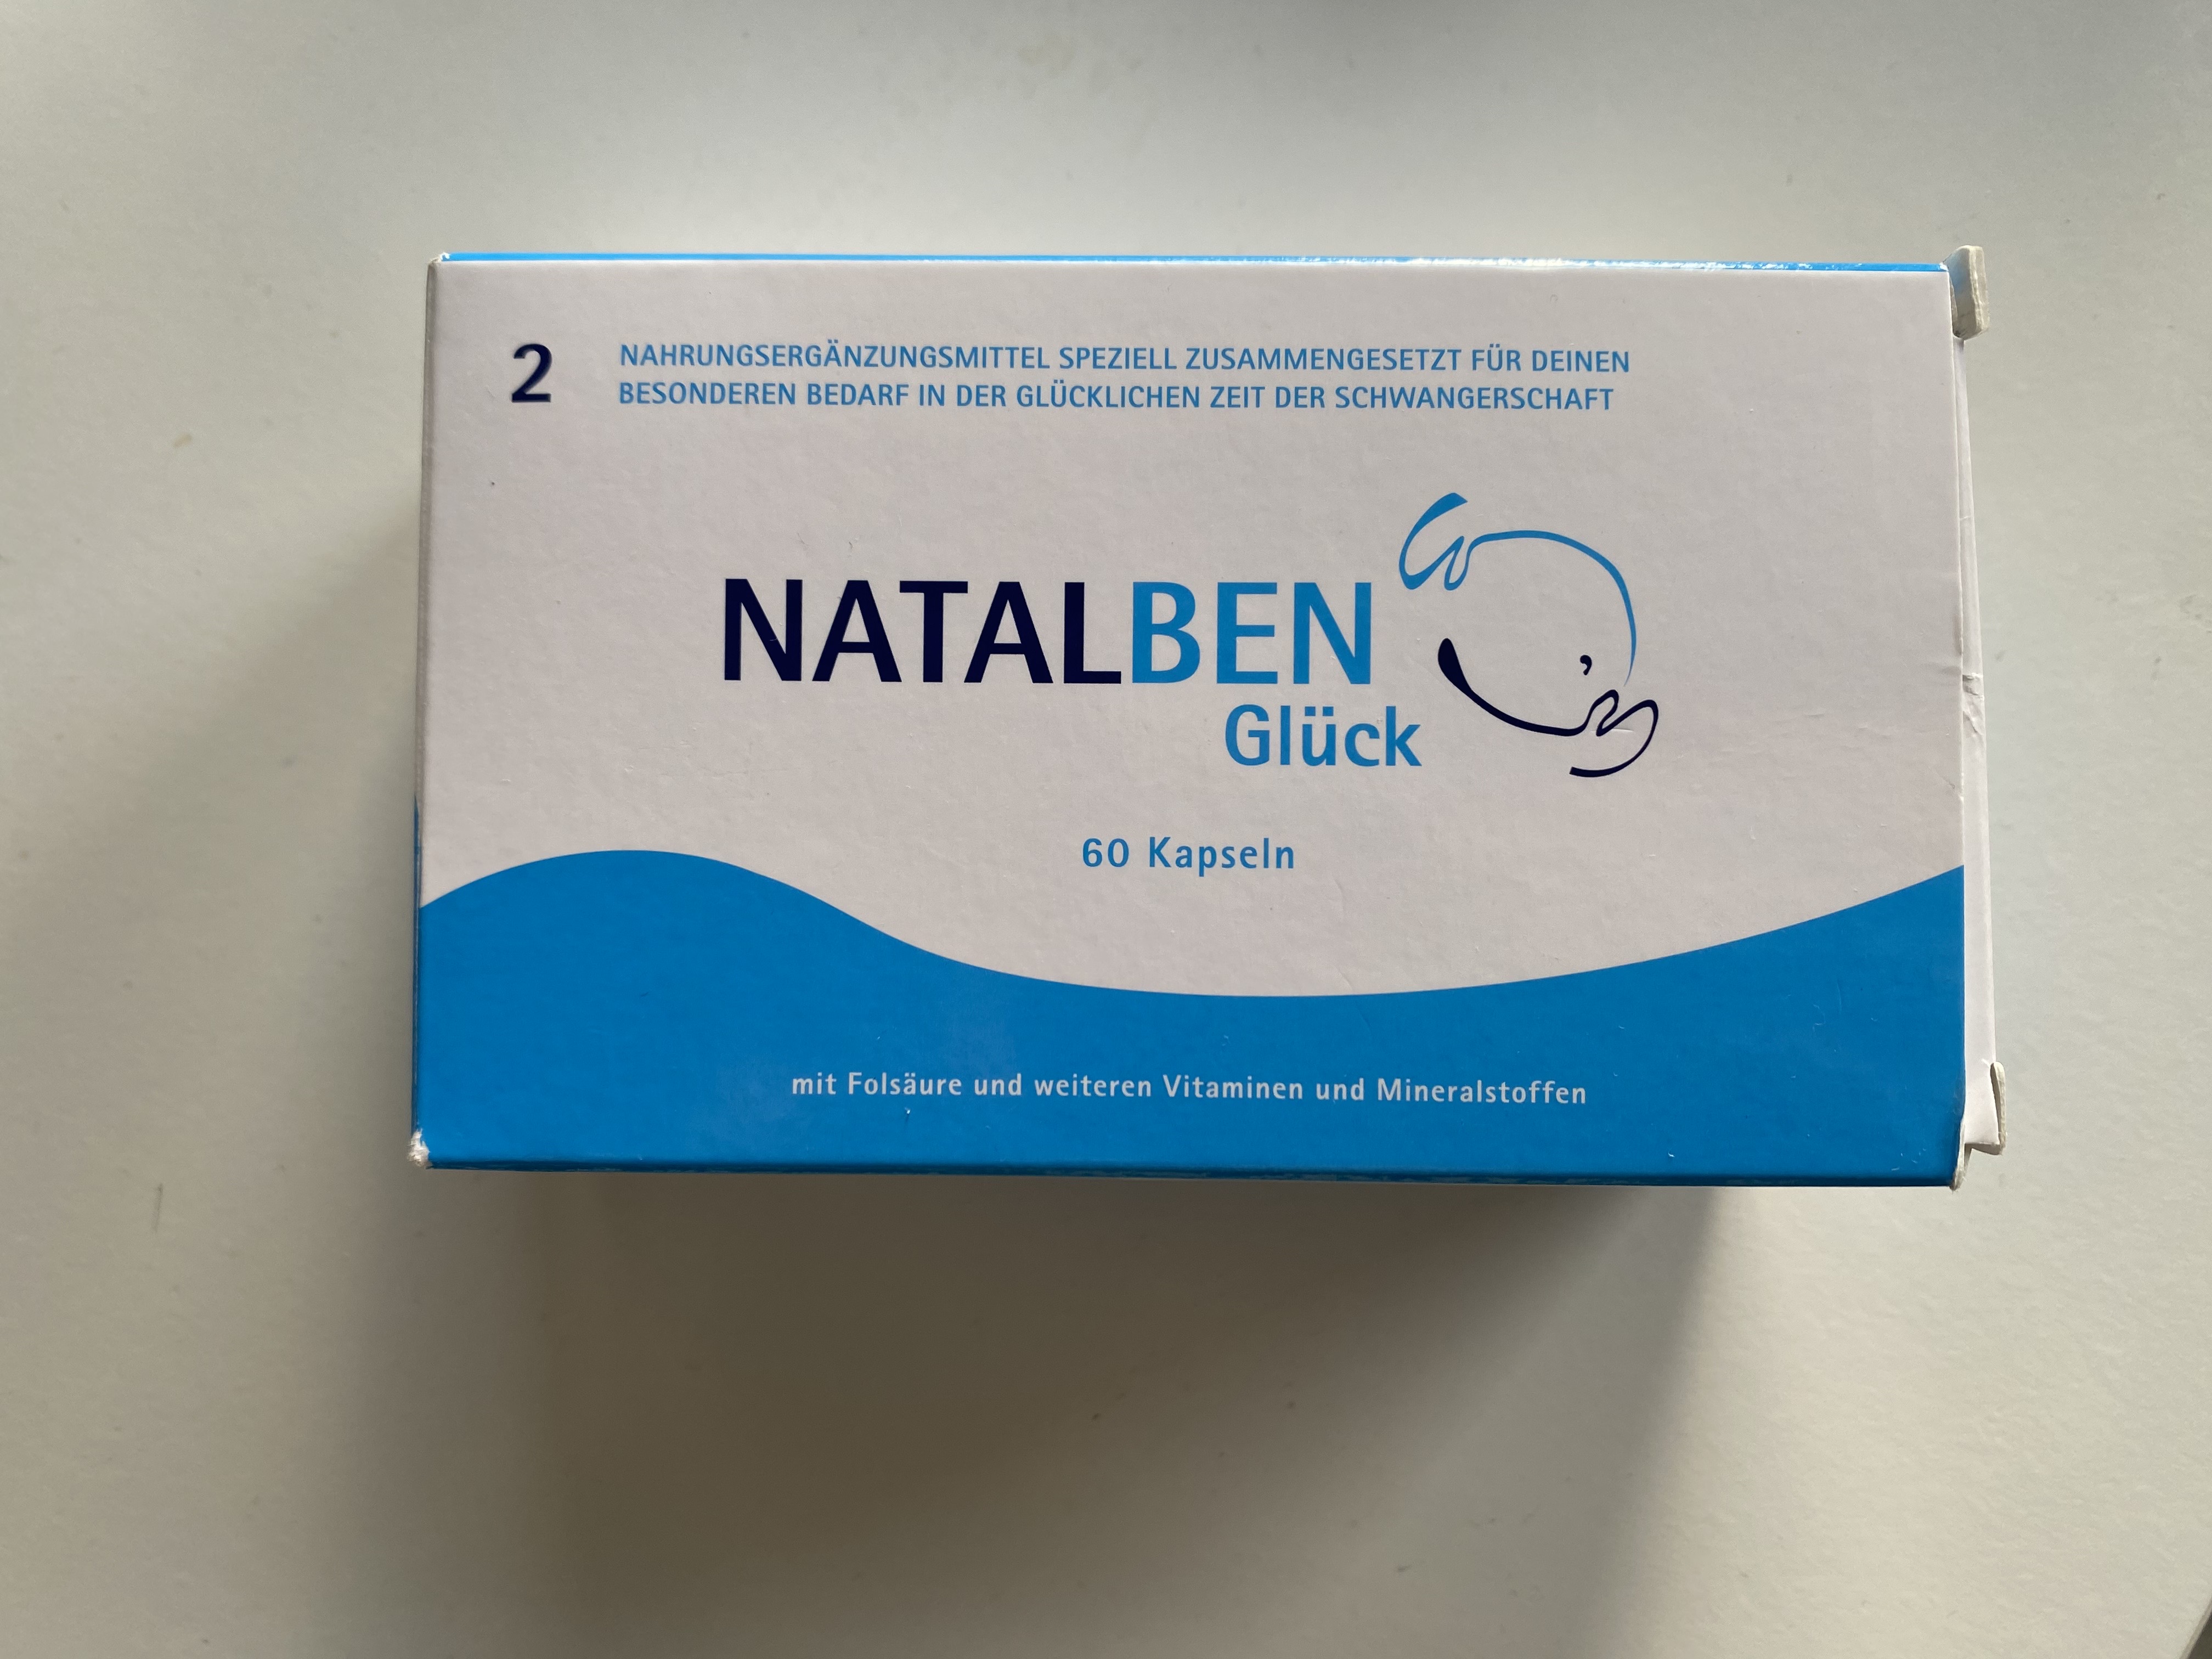 2
NAHRUNGSERGÄNZUNGSMITTEL SPEZIELL ZUSAMMENGESETZT FÜR DEINEN
BESONDEREN BEDARF IN DER GLÜCKLICHEN ZEIT DER SCHWANGERSCHAFT
NATALBEN
Glück
60 Kapseln
mit Folsäure und weiteren Vitaminen und Mineralstoffen